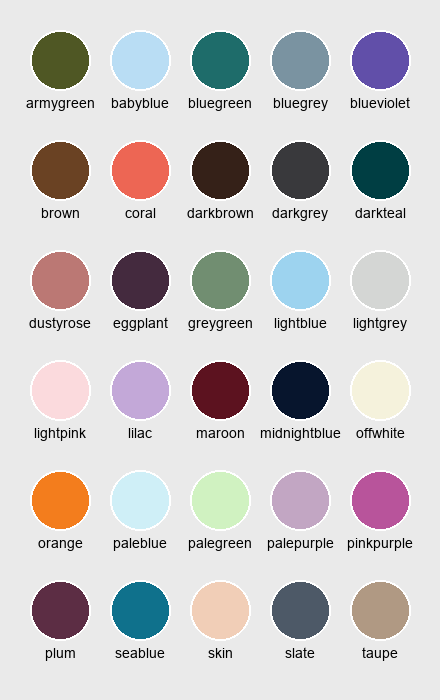 armygreen babyblue bluegreen bluegrey blueviolet
brown coral darkbrown darkgrey darkteal
dustyrose eggplant greygreen lightblue lightgrey
lightpink lilac maroon midnightblue offwhite
orange paleblue palegreen palepurple pinkpurple
plum seablue skin slate taupe